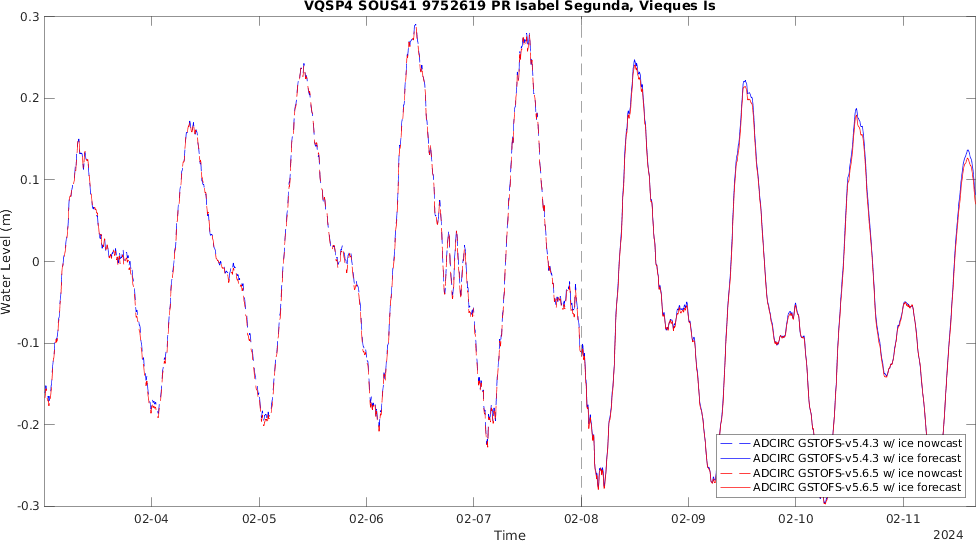 VQSP4 SOUS41 9752619 PR Isabel Segunda, Vieques Is
0.3
0.2
0.1
0
-0.1
-0.2
-0.3
Water Level (m)
02-04 02-05 02-06 02-07 02-08 02-09 02-10 02-11
Time
2024
ADCIRC GSTOFS-v5.4.3 w/ ice nowcast
ADCIRC GSTOFS-v5.4.3 w/ ice forecast
ADCIRC GSTOFS-v5.6.5 w/ ice nowcast
ADCIRC GSTOFS-v5.6.5 w/ ice forecast